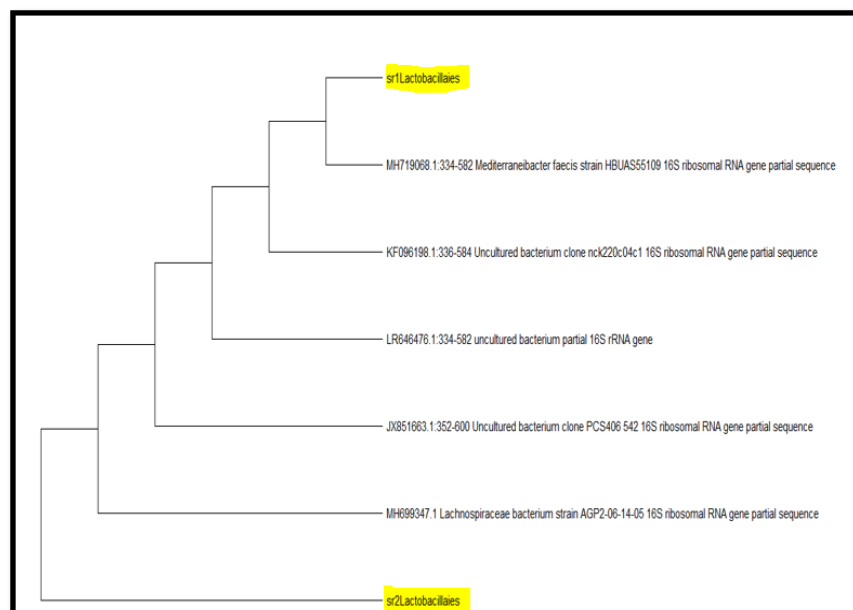 sr1Lactobacillaies
MH719068.1:334-582 Mediterraneibacter faecis strain HBUAS55109 16S ribosomal RNA gene partial sequence
KF096198.1:336-584 Uncultured bacterium clone nck220c04c1 16S ribosomal RNA gene partial sequence
LR646476.1:334-582 uncultured bacterium partial 16S rRNA gene
JX851663.1:352-600 Uncultured bacterium clone PCS406 542 16S ribosomal RNA gene partial sequence
MH699347.1 Lachnospiraceae bacterium strain AGP2-06-14-05 16S ribosomal RNA gene partial sequence
sr2Lactobacillaies